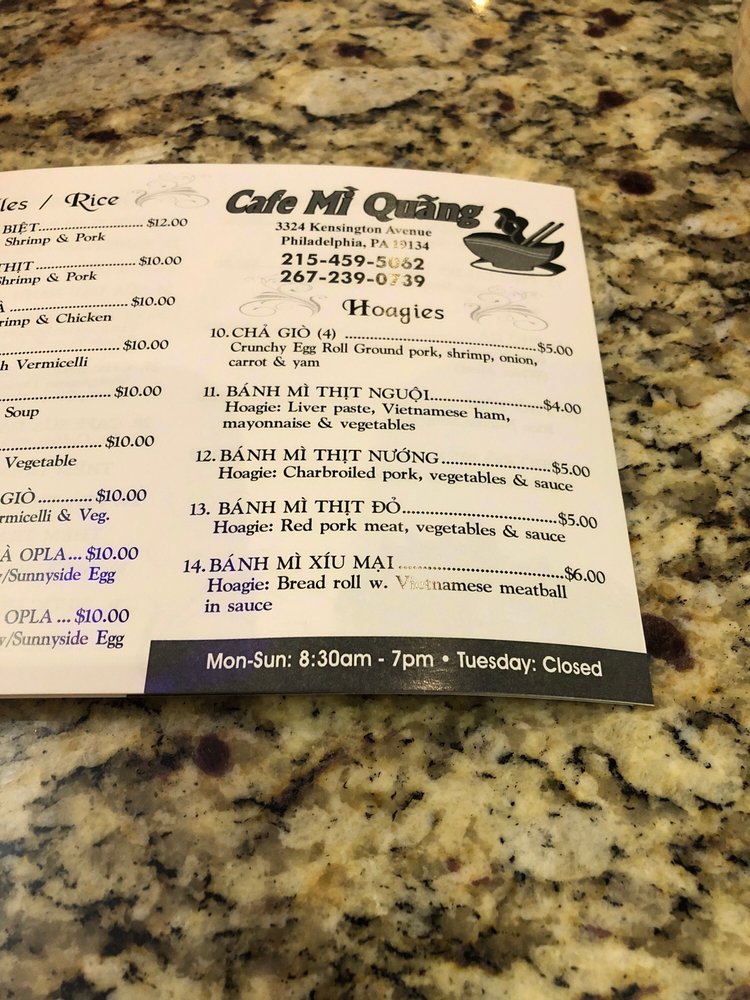 les / Rice
BIỆT........ $12.00
Shrimp & Pork
THỊT........ $10.00
Shrimp & Pork
........ $10.00
rimp & Chicken
........ $10.00
h Vermicelli
........ $10.00
Soup
........ $10.00
Vegetable
GIÒ........ $10.00
rmicelli & Veg.
À OPLA... $10.00
w/Sunnyside Egg
OPLA ... $10.00
w/Sunnyside Egg
Cafe Mì Quãng
3324 Kensington Avenue
Philadelphia, PA 19134
215-459-5062
267-239-0739
Hoagies
10. CHẢ GIÒ (4) ........ $5.00
Crunchy Egg Roll Ground pork, shrimp, onion,
carrot & yam
11. BÁNH MÌ THỊT NGUỘI........ $4.00
Hoagie: Liver paste, Vietnamese ham,
mayonnaise & vegetables
12. BÁNH MÌ THỊT NƯỚNG ........ $5.00
Hoagie: Charbroiled pork, vegetables & sauce
13. BÁNH MÌ THỊT ĐỎ........ $5.00
Hoagie: Red pork meat, vegetables & sauce
14. BÁNH MÌ XÍU MẠI ........ $6.00
Hoagie: Bread roll w. Vietnamese meatball
in sauce
Mon-Sun: 8:30am - 7pm • Tuesday: Closed